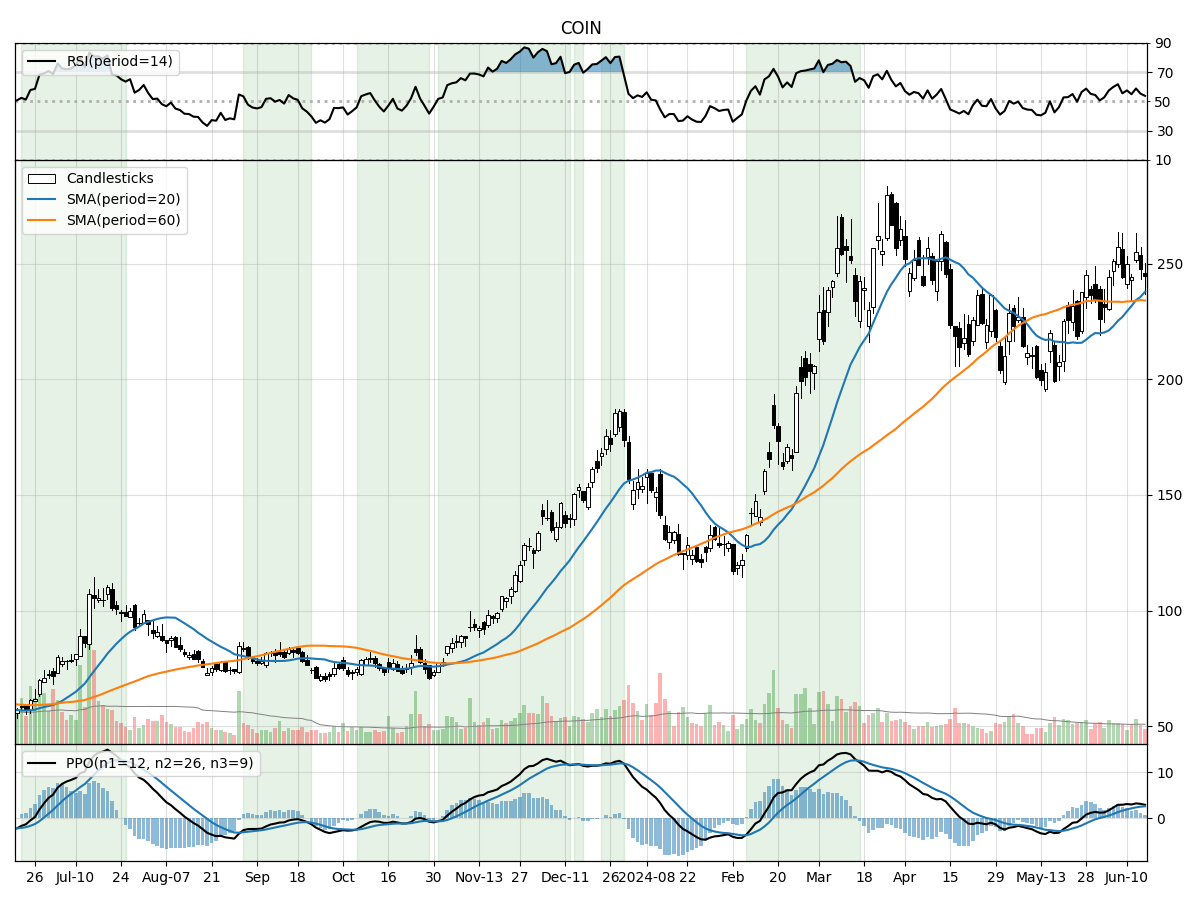 COIN
RSI(period=14)
90
70
50
30
10
Candlesticks
SMA(period=20)
SMA(period=60)
250
200
150
100
50
PPO(n1=12, n2=26, n3=9)
10
0
26 Jul-10 24 Aug-07 21 Sep 18 Oct 16 30 Nov-13 27 Dec-11 26 2024-08 22 Feb 20 Mar 18 Apr 15 29 May-13 28 Jun-10